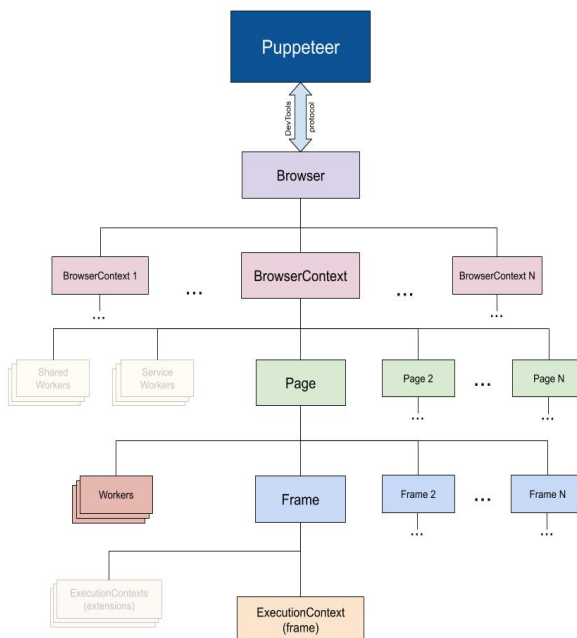 Puppeteer
DevTools
protocol
Browser
BrowserContext 1
...
BrowserContext
...
BrowserContext N
...
...
Shared
Workers
Service
Workers
Page
Page 2
...
Page N
...
...
Workers
Frame
Frame 2
...
Frame N
...
...
ExecutionContexts
(extensions)
ExecutionContext
(frame)